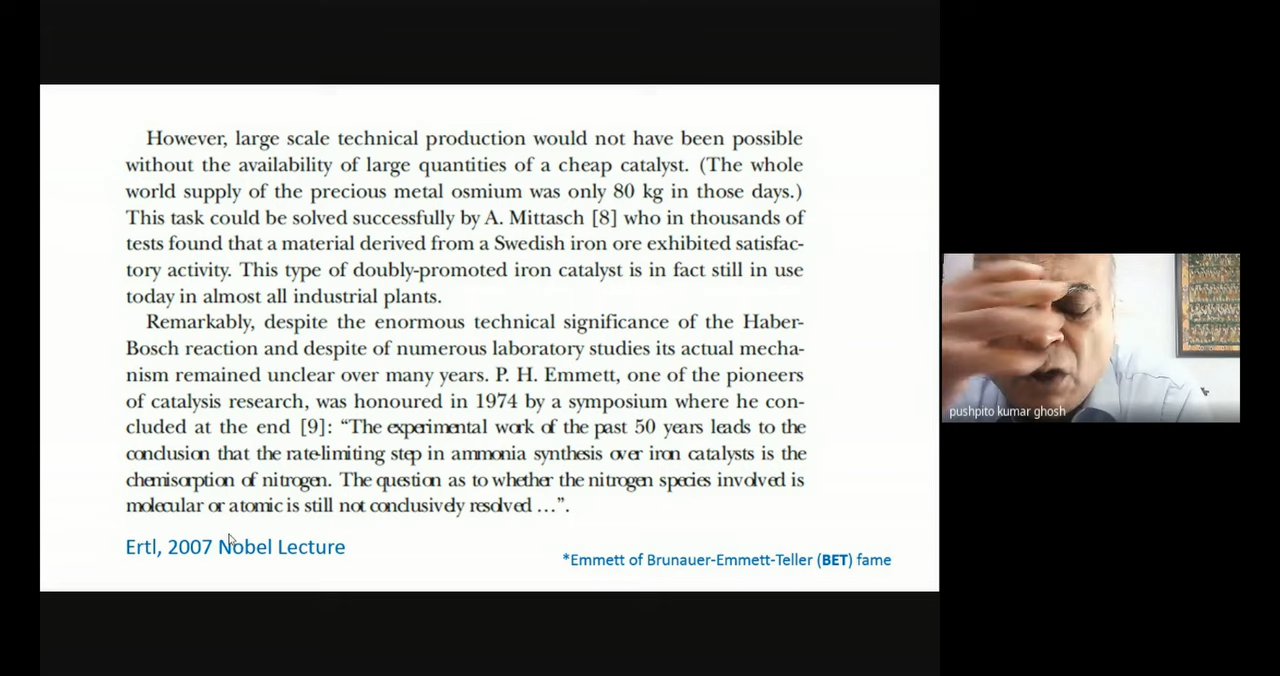 However, large scale technical production would not have been possible
without the availability of large quantities of a cheap catalyst. (The whole
world supply of the precious metal osmium was only 80 kg in those days.)
This task could be solved successfully by A. Mittasch [8] who in thousands of
tests found that a material derived from a Swedish iron ore exhibited satisfac-
tory activity. This type of doubly-promoted iron catalyst is in fact still in use
today in almost all industrial plants.
Remarkably, despite the enormous technical significance of the Haber-
Bosch reaction and despite of numerous laboratory studies its actual mecha-
nism remained unclear over many years. P. H. Emmett, one of the pioneers
of catalysis research, was honoured in 1974 by a symposium where he con-
cluded at the end [9]: “The experimental work of the past 50 years leads to the
conclusion that the rate-limiting step in ammonia synthesis over iron catalysts is the
chemisorption of nitrogen. The question as to whether the nitrogen species involved is
molecular or atomic is still not conclusively resolved …”.
Ertl, 2007 Nobel Lecture
*Emmett of Brunauer-Emmett-Teller (BET) fame
pushpito kumar ghosh